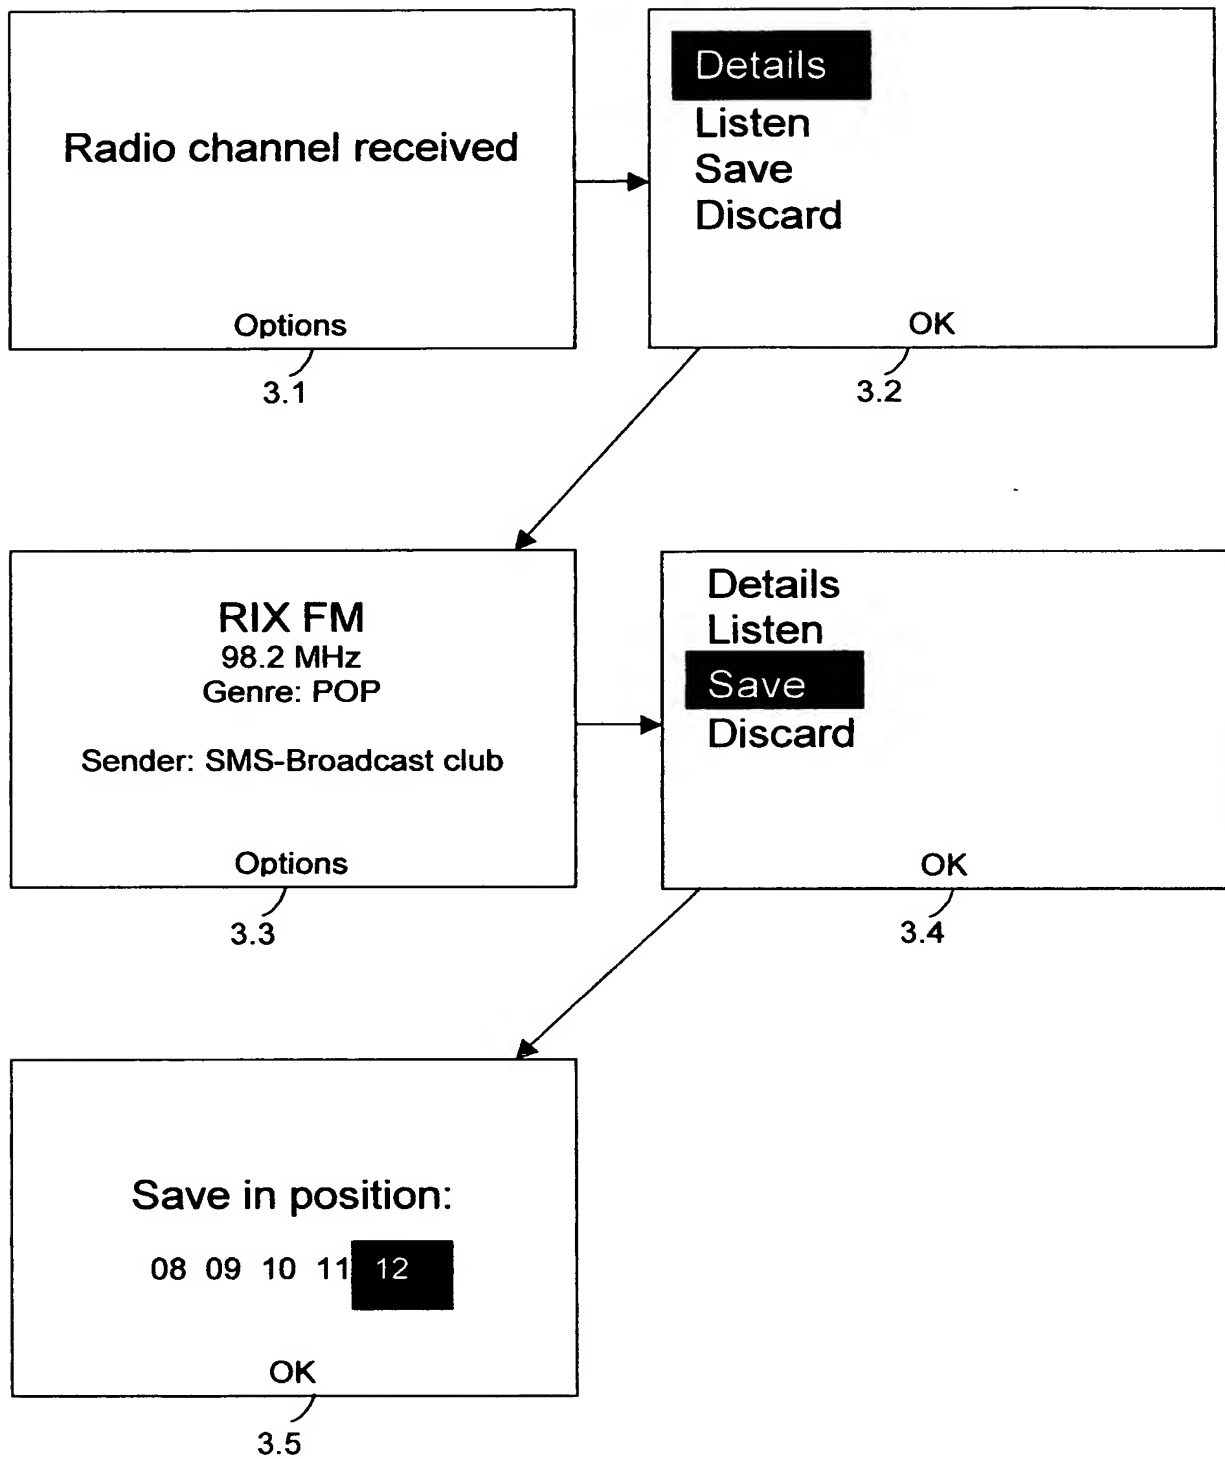 Radio channel received
Options
3.1
Details
Listen
Save
Discard
OK
3.2
RIX FM
98.2 MHz
Genre: POP
Sender: SMS-Broadcast club
Options
3.3
Details
Listen
Save
Discard
OK
3.4
Save in position:
08 09 10 11 12
OK
3.5